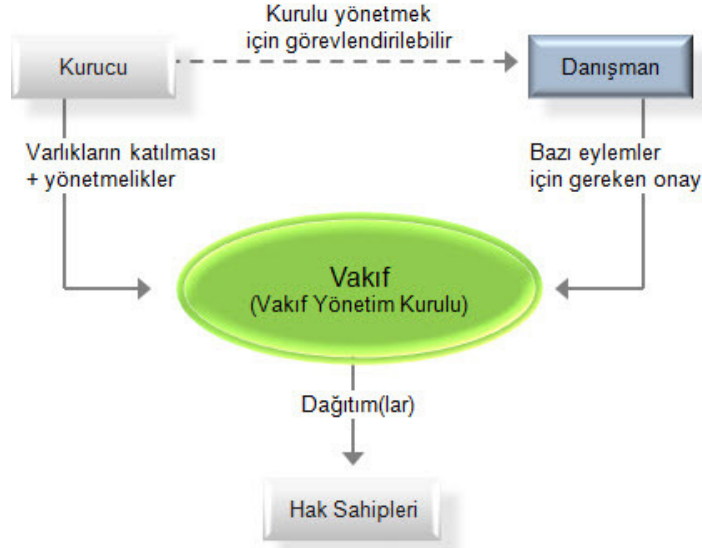 Kurulu yönetmek
için görevlendirilebilir
Kurucu
Danışman
Varlıkların katılması
+ yönetmelikler
Bazı eylemler
için gereken onay
Vakıf
(Vakıf Yönetim Kurulu)
Dağıtım(lar)
Hak Sahipleri